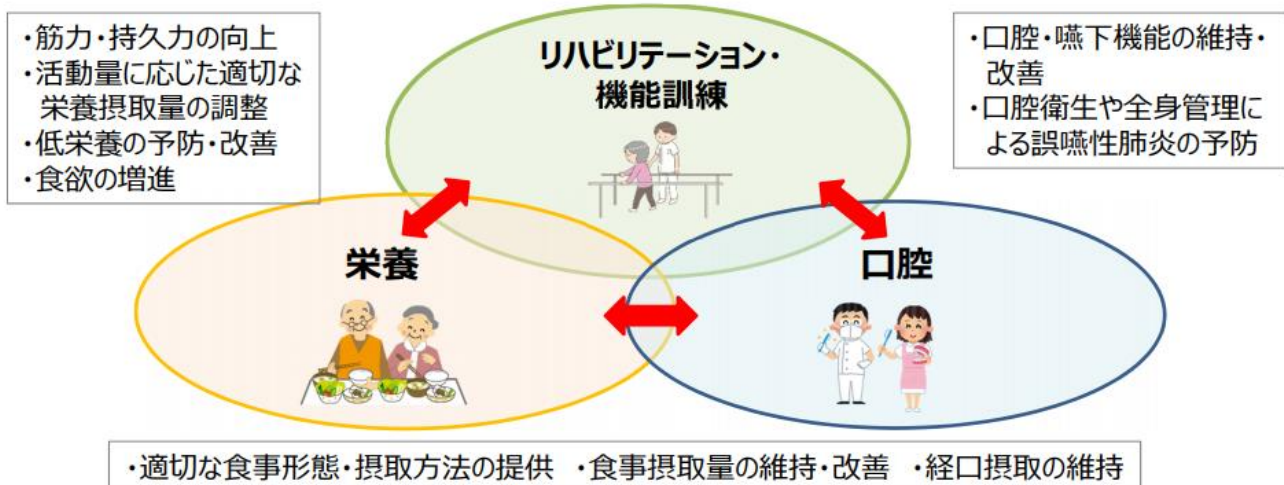 ・筋力・持久力の向上
・活動量に応じた適切な
栄養摂取量の調整
・低栄養の予防・改善
・食欲の増進
リハビリテーション・
機能訓練
・口腔・嚥下機能の維持・
改善
・口腔衛生や全身管理に
よる誤嚥性肺炎の予防
栄養
口腔
・適切な食事形態・摂取方法の提供 ・食事摂取量の維持・改善 ・経口摂取の維持